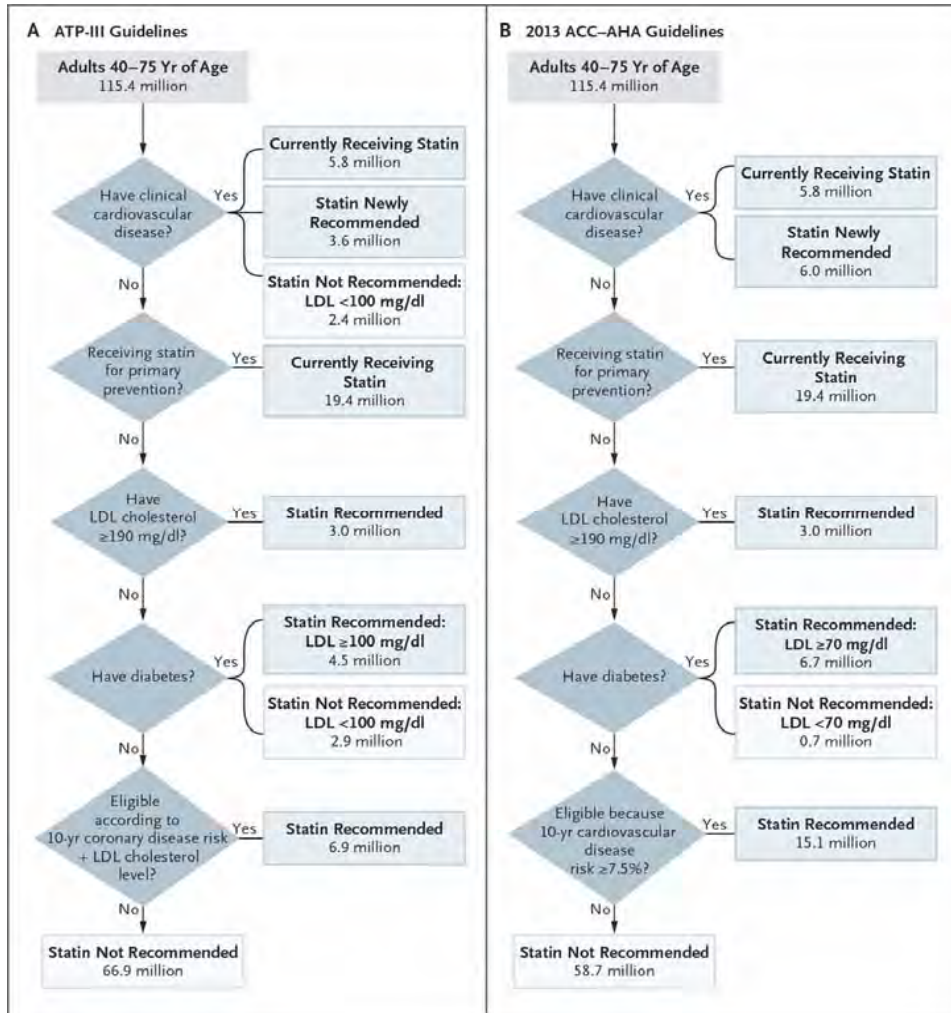 A ATP-III Guidelines
Adults 40–75 Yr of Age
115.4 million
Have clinical
cardiovascular
disease?
Yes
Currently Receiving Statin
5.8 million
Statin Newly
Recommended
3.6 million
Statin Not Recommended:
LDL <100 mg/dl
2.4 million
No
Receiving statin
for primary
prevention?
Yes
Currently Receiving
Statin
19.4 million
No
Have
LDL cholesterol
≥190 mg/dl?
Yes
Statin Recommended
3.0 million
No
Have diabetes?
Yes
Statin Recommended:
LDL ≥100 mg/dl
4.5 million
Statin Not Recommended:
LDL <100 mg/dl
2.9 million
No
Eligible
according to
10-yr coronary disease risk
+ LDL cholesterol
level?
Yes
Statin Recommended
6.9 million
No
Statin Not Recommended
66.9 million
B 2013 ACC–AHA Guidelines
Adults 40–75 Yr of Age
115.4 million
Have clinical
cardiovascular
disease?
Yes
Currently Receiving Statin
5.8 million
Statin Newly
Recommended
6.0 million
No
Receiving statin
for primary
prevention?
Yes
Currently Receiving
Statin
19.4 million
No
Have
LDL cholesterol
≥190 mg/dl?
Yes
Statin Recommended
3.0 million
No
Have diabetes?
Yes
Statin Recommended:
LDL ≥70 mg/dl
6.7 million
Statin Not Recommended:
LDL <70 mg/dl
0.7 million
No
Eligible because
10-yr cardiovascular
disease
risk ≥7.5%?
Yes
Statin Recommended
15.1 million
No
Statin Not Recommended
58.7 million